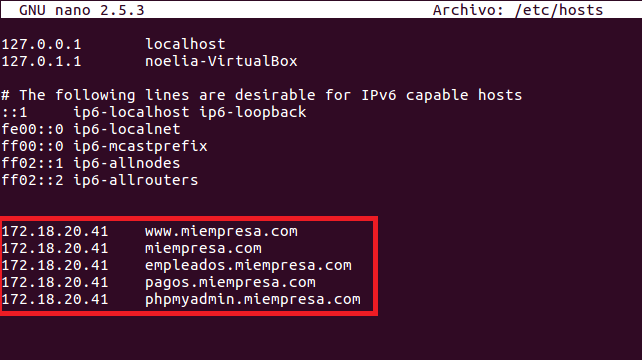 GNU nano 2.5.3 Archivo: /etc/hosts
127.0.0.1 localhost
127.0.1.1 noelia-VirtualBox
# The following lines are desirable for IPv6 capable hosts
::1 ip6-localhost ip6-loopback
fe00::0 ip6-localnet
ff00::0 ip6-mcastprefix
ff02::1 ip6-allnodes
ff02::2 ip6-allrouters
172.18.20.41 www.miempresa.com
172.18.20.41 miempresa.com
172.18.20.41 empleados.miempresa.com
172.18.20.41 pagos.miempresa.com
172.18.20.41 phpmyadmin.miempresa.com